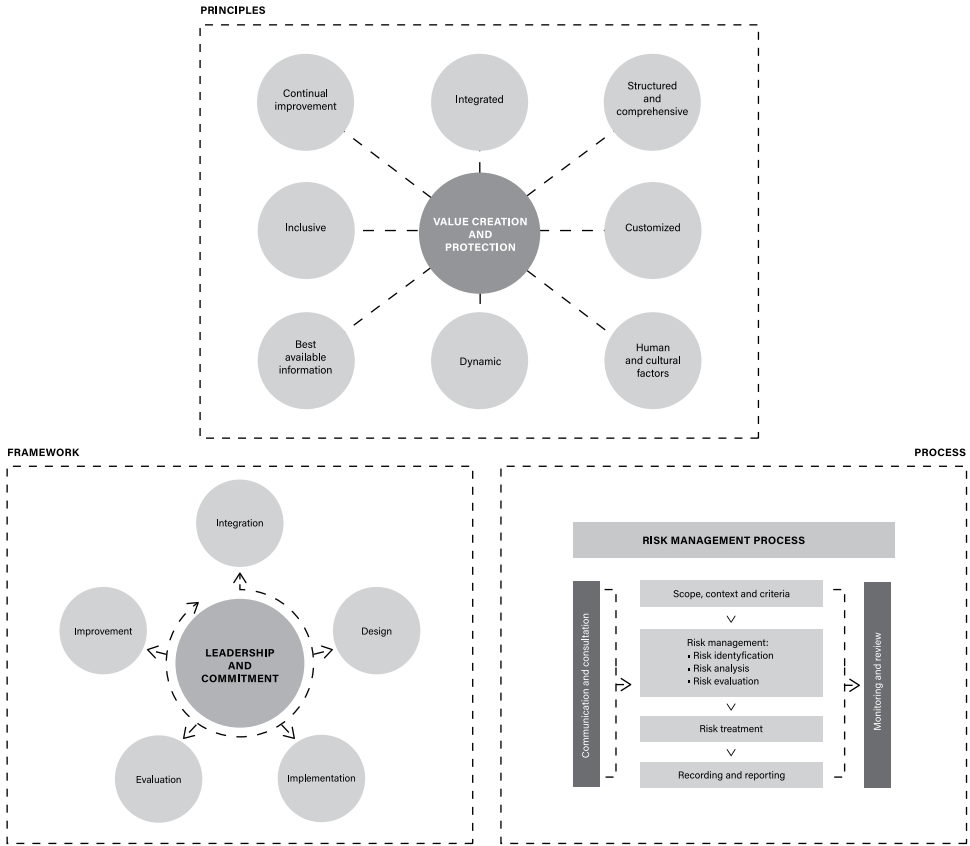 PRINCIPLES
Continual
improvement
Integrated
Structured
and
comprehensive
Inclusive
VALUE CREATION
AND
PROTECTION
Customized
Best
available
information
Dynamic
Human
and cultural
factors
FRAMEWORK
Integration
Improvement
Design
LEADERSHIP
AND
COMMITMENT
Evaluation
Implementation
PROCESS
RISK MANAGEMENT PROCESS
Communication and consultation
Scope, context and criteria
Risk management:
▪ Risk identyfication
▪ Risk analysis
▪ Risk evaluation
Risk treatment
Recording and reporting
Monitoring and review